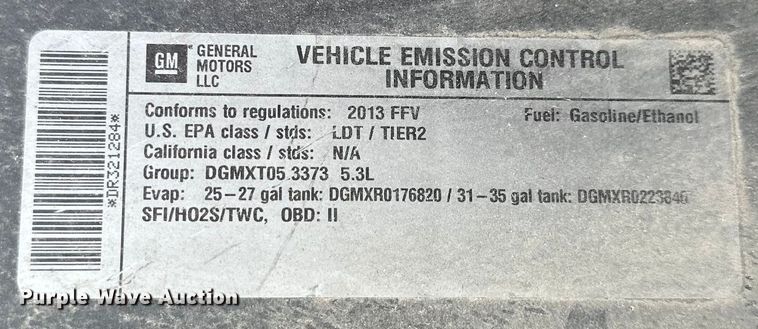 *DR321284*
GM GENERAL MOTORS LLC
VEHICLE EMISSION CONTROL
INFORMATION
Conforms to regulations: 2013 FFV Fuel: Gasoline/Ethanol
U.S. EPA class / stds: LDT / TIER2
California class / stds: N/A
Group: DGMXT05.3373 5.3L
Evap: 25-27 gal tank: DGMXR0176820 / 31-35 gal tank: DGMXR0223840
SFI/HO2S/TWC, OBD: II
Purple Wave Auction